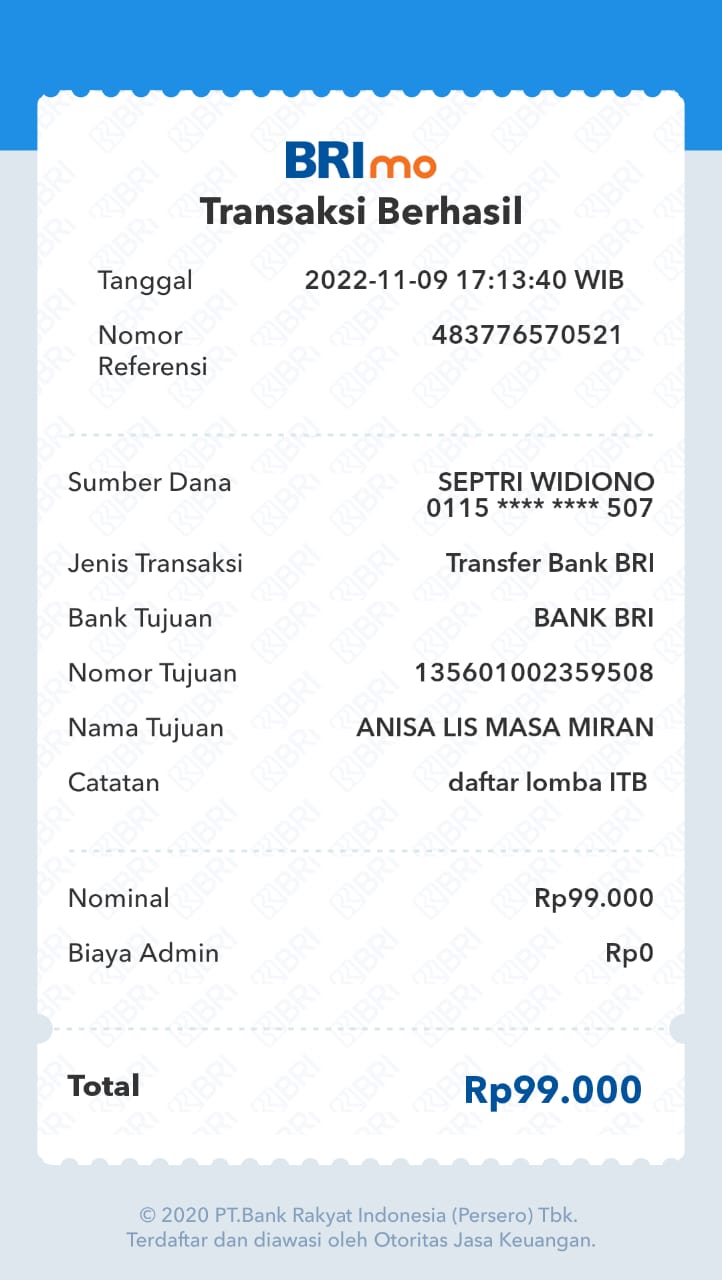 BRImo
Transaksi Berhasil
Tanggal 2022-11-09 17:13:40 WIB
Nomor Referensi 483776570521
Sumber Dana SEPTRI WIDIONO
0115 **** **** 507
Jenis Transaksi Transfer Bank BRI
Bank Tujuan BANK BRI
Nomor Tujuan 135601002359508
Nama Tujuan ANISA LIS MASA MIRAN
Catatan daftar lomba ITB
Nominal Rp99.000
Biaya Admin Rp0
Total Rp99.000
© 2020 PT.Bank Rakyat Indonesia (Persero) Tbk.
Terdaftar dan diawasi oleh Otoritas Jasa Keuangan.